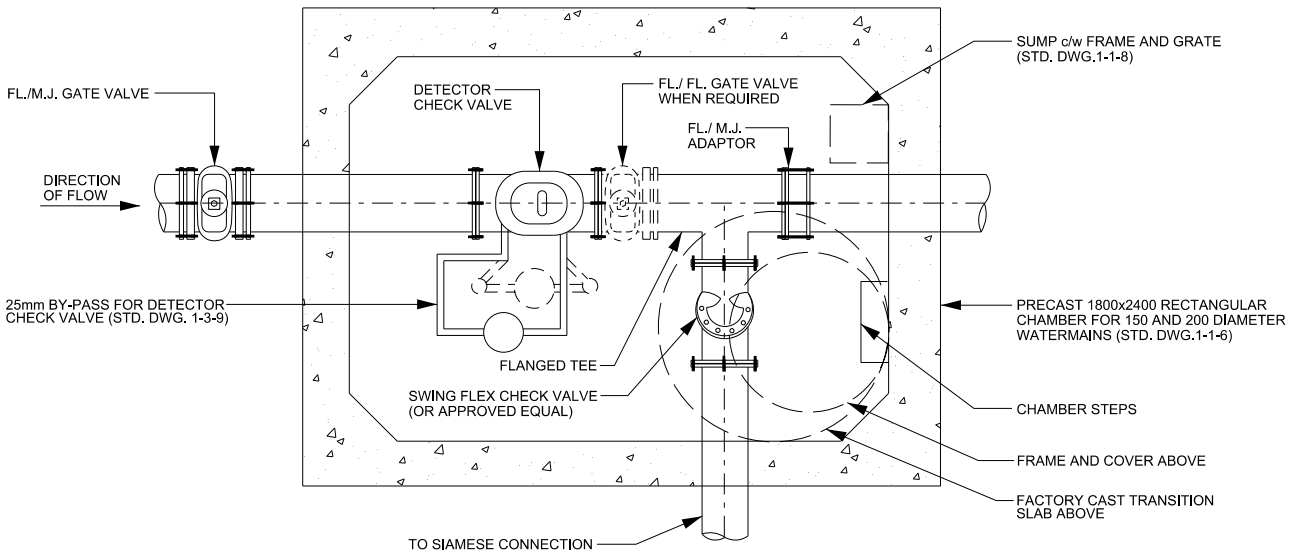 SUMP c/w FRAME AND GRATE
(STD. DWG.1-1-8)
FL./M.J. GATE VALVE
DETECTOR
CHECK VALVE
FL./ FL. GATE VALVE
WHEN REQUIRED
FL./ M.J.
ADAPTOR
DIRECTION
OF FLOW
25mm BY-PASS FOR DETECTOR
CHECK VALVE (STD. DWG. 1-3-9)
PRECAST 1800x2400 RECTANGULAR
CHAMBER FOR 150 AND 200 DIAMETER
WATERMAINS (STD. DWG.1-1-6)
FLANGED TEE
SWING FLEX CHECK VALVE
(OR APPROVED EQUAL)
CHAMBER STEPS
FRAME AND COVER ABOVE
FACTORY CAST TRANSITION
SLAB ABOVE
TO SIAMESE CONNECTION